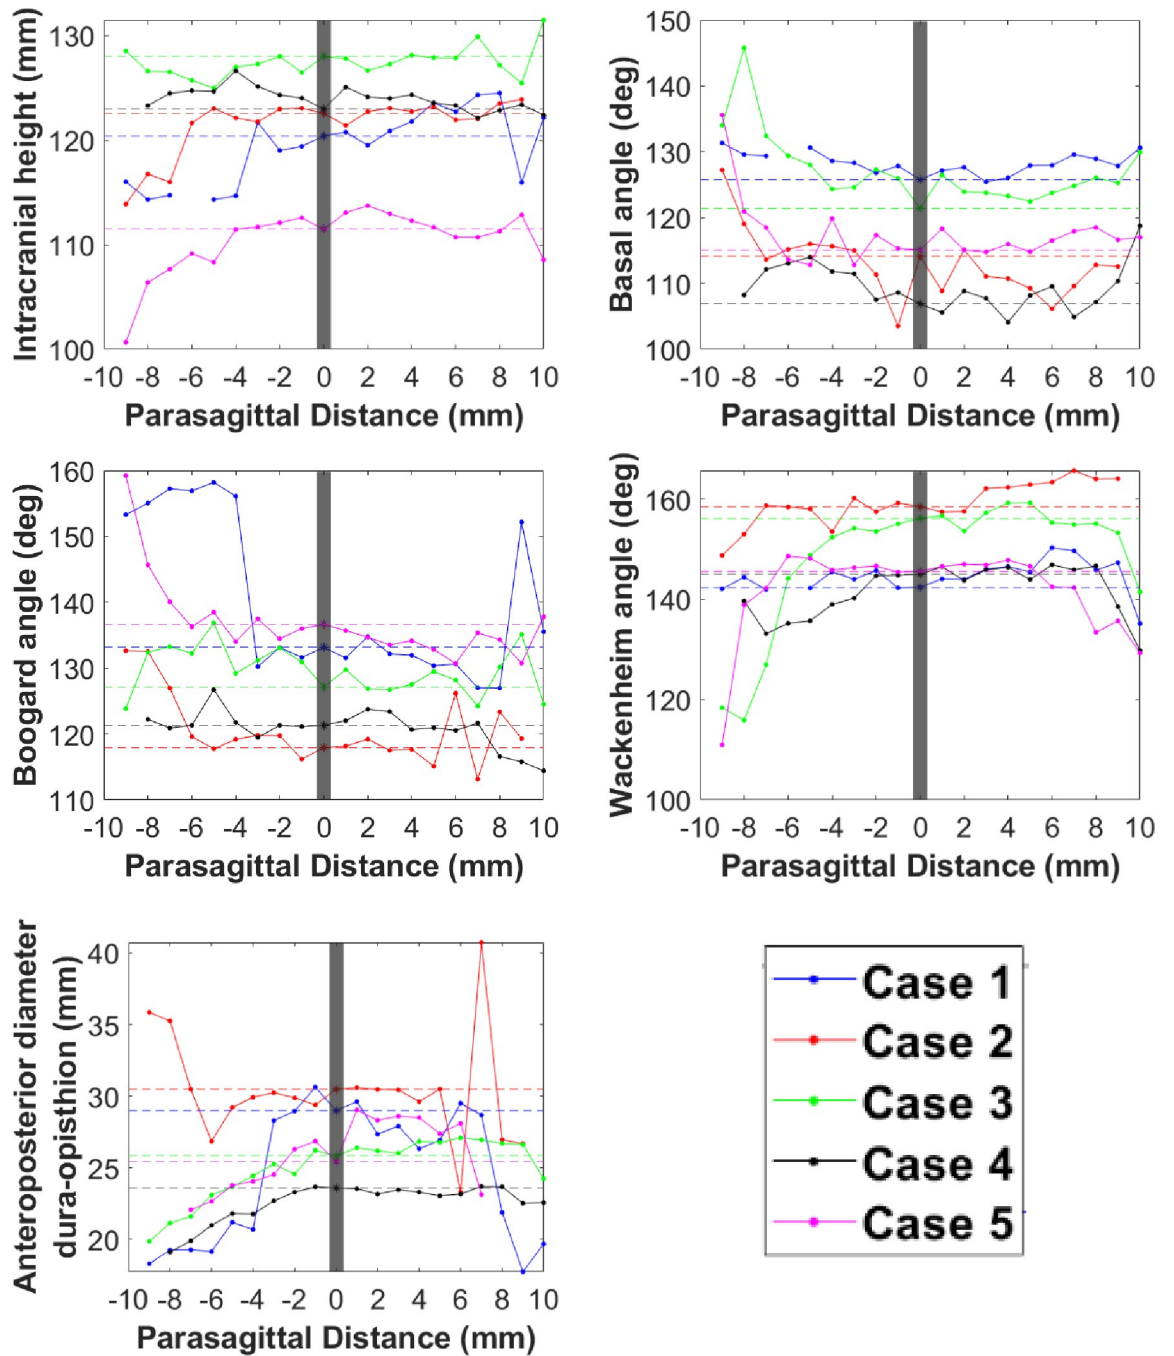 Intracranial height (mm)
130
120
110
100
-10 -8 -6 -4 -2 0 2 4 6 8 10
Parasagittal Distance (mm)
Basal angle (deg)
150
140
130
120
110
100
-10 -8 -6 -4 -2 0 2 4 6 8 10
Parasagittal Distance (mm)
Boogard angle (deg)
160
150
140
130
120
110
-10 -8 -6 -4 -2 0 2 4 6 8 10
Parasagittal Distance (mm)
Wackenheim angle (deg)
160
140
120
100
-10 -8 -6 -4 -2 0 2 4 6 8 10
Parasagittal Distance (mm)
Anteroposterior diameter
dura-opisthion (mm)
40
35
30
25
20
-10 -8 -6 -4 -2 0 2 4 6 8 10
Parasagittal Distance (mm)
Case 1
Case 2
Case 3
Case 4
Case 5